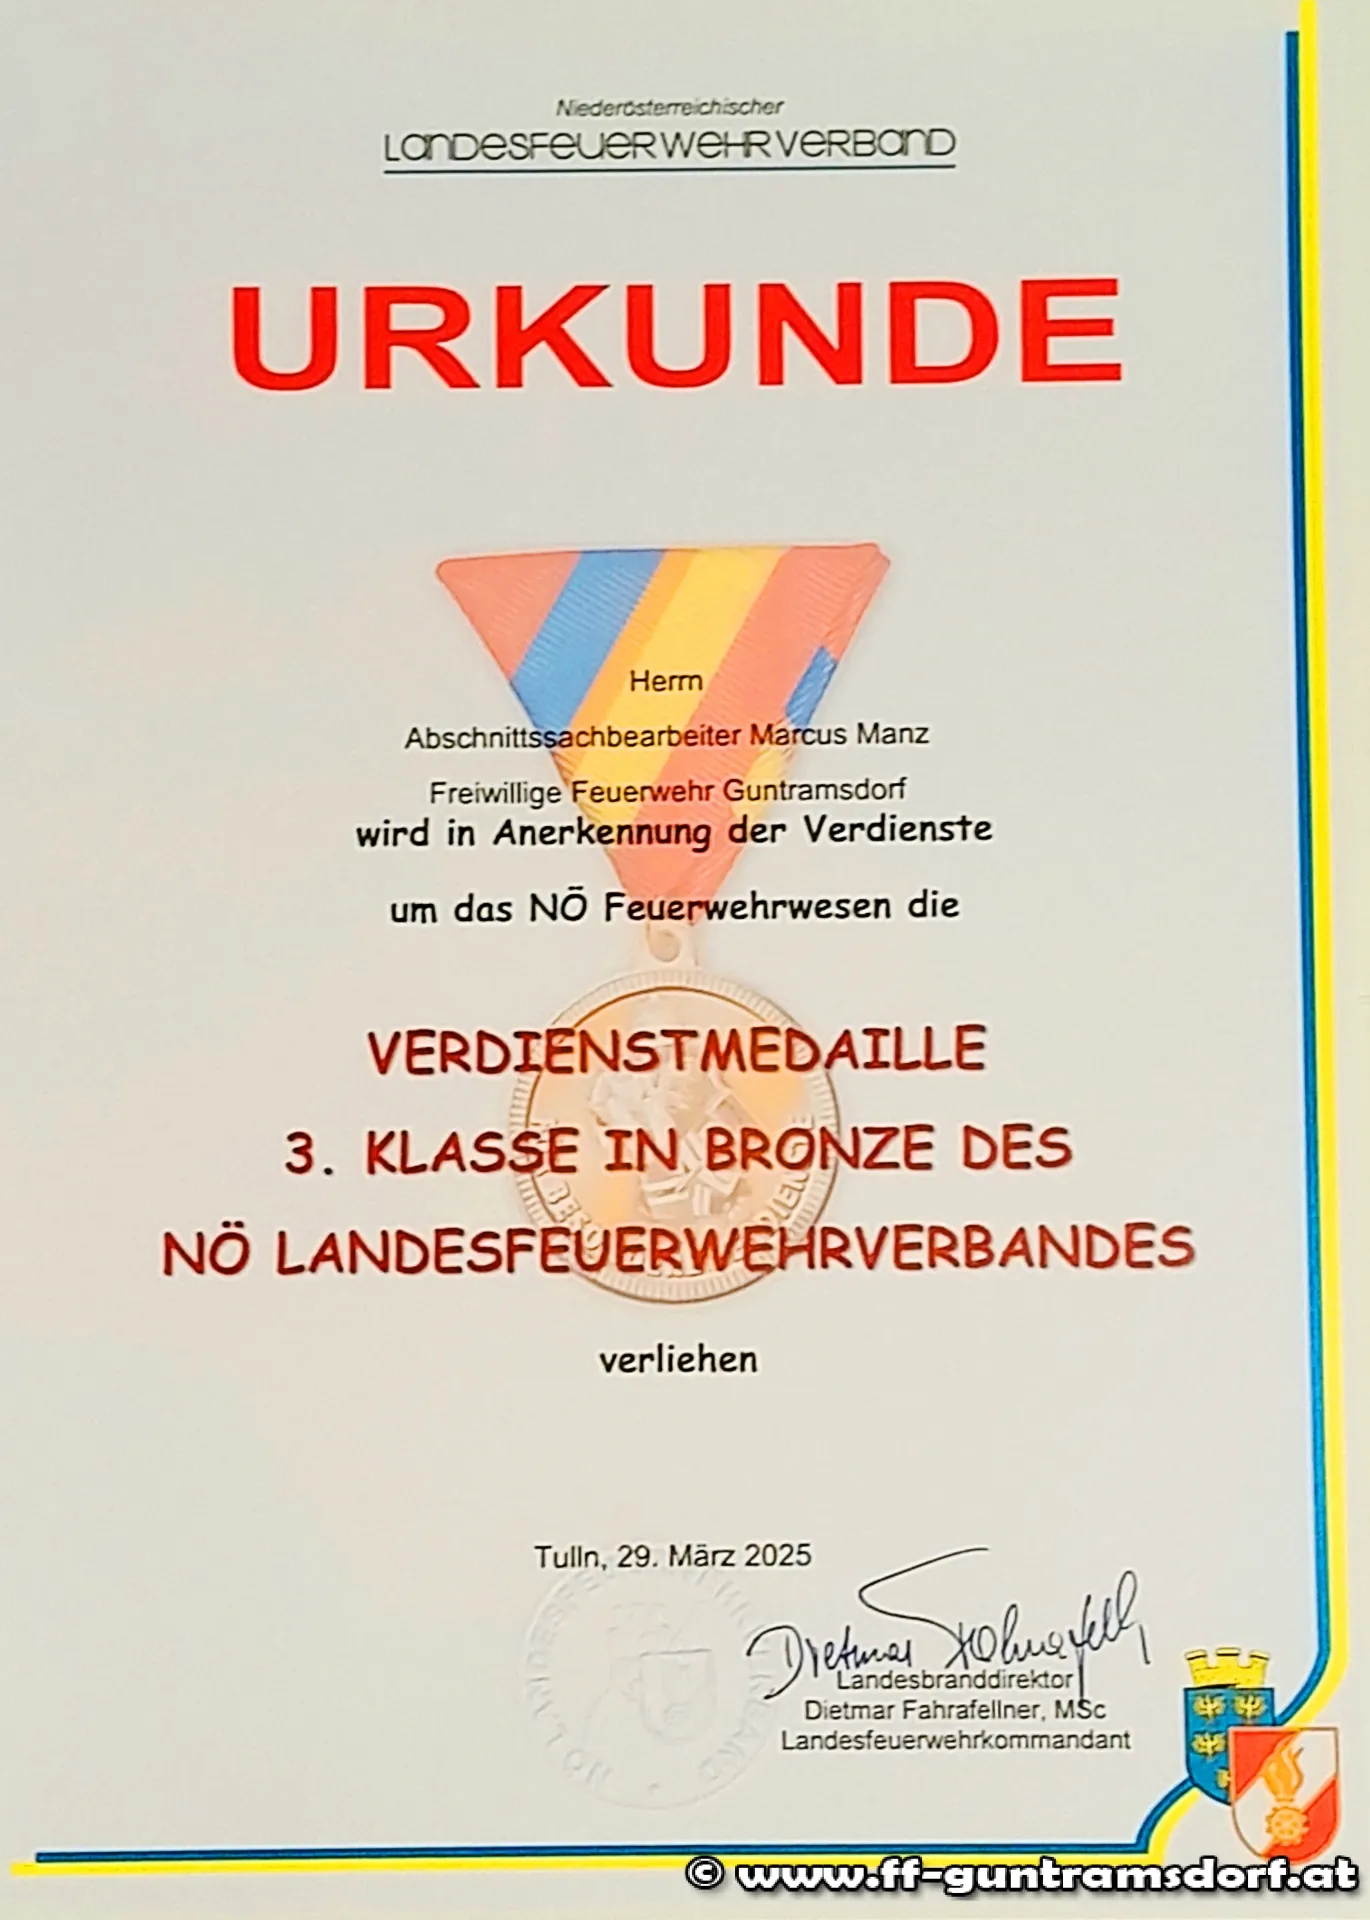 Niederösterreichischer
LANDESFEUERWEHRVERBAND
URKUNDE
Herrn
Abschnittssachbearbeiter Marcus Manz
Freiwillige Feuerwehr Guntramsdorf
wird in Anerkennung der Verdienste
um das NÖ Feuerwehrwesen die
VERDIENSTMEDAILLE
3. KLASSE IN BRONZE DES
NÖ LANDESFEUERWEHRVERBANDES
verliehen
Tulln, 29. März 2025
Dietmar Fahrafellner
Landesbranddirektor
Dietmar Fahrafellner, MSc
Landesfeuerwehrkommandant
© www.ff-guntramsdorf.at